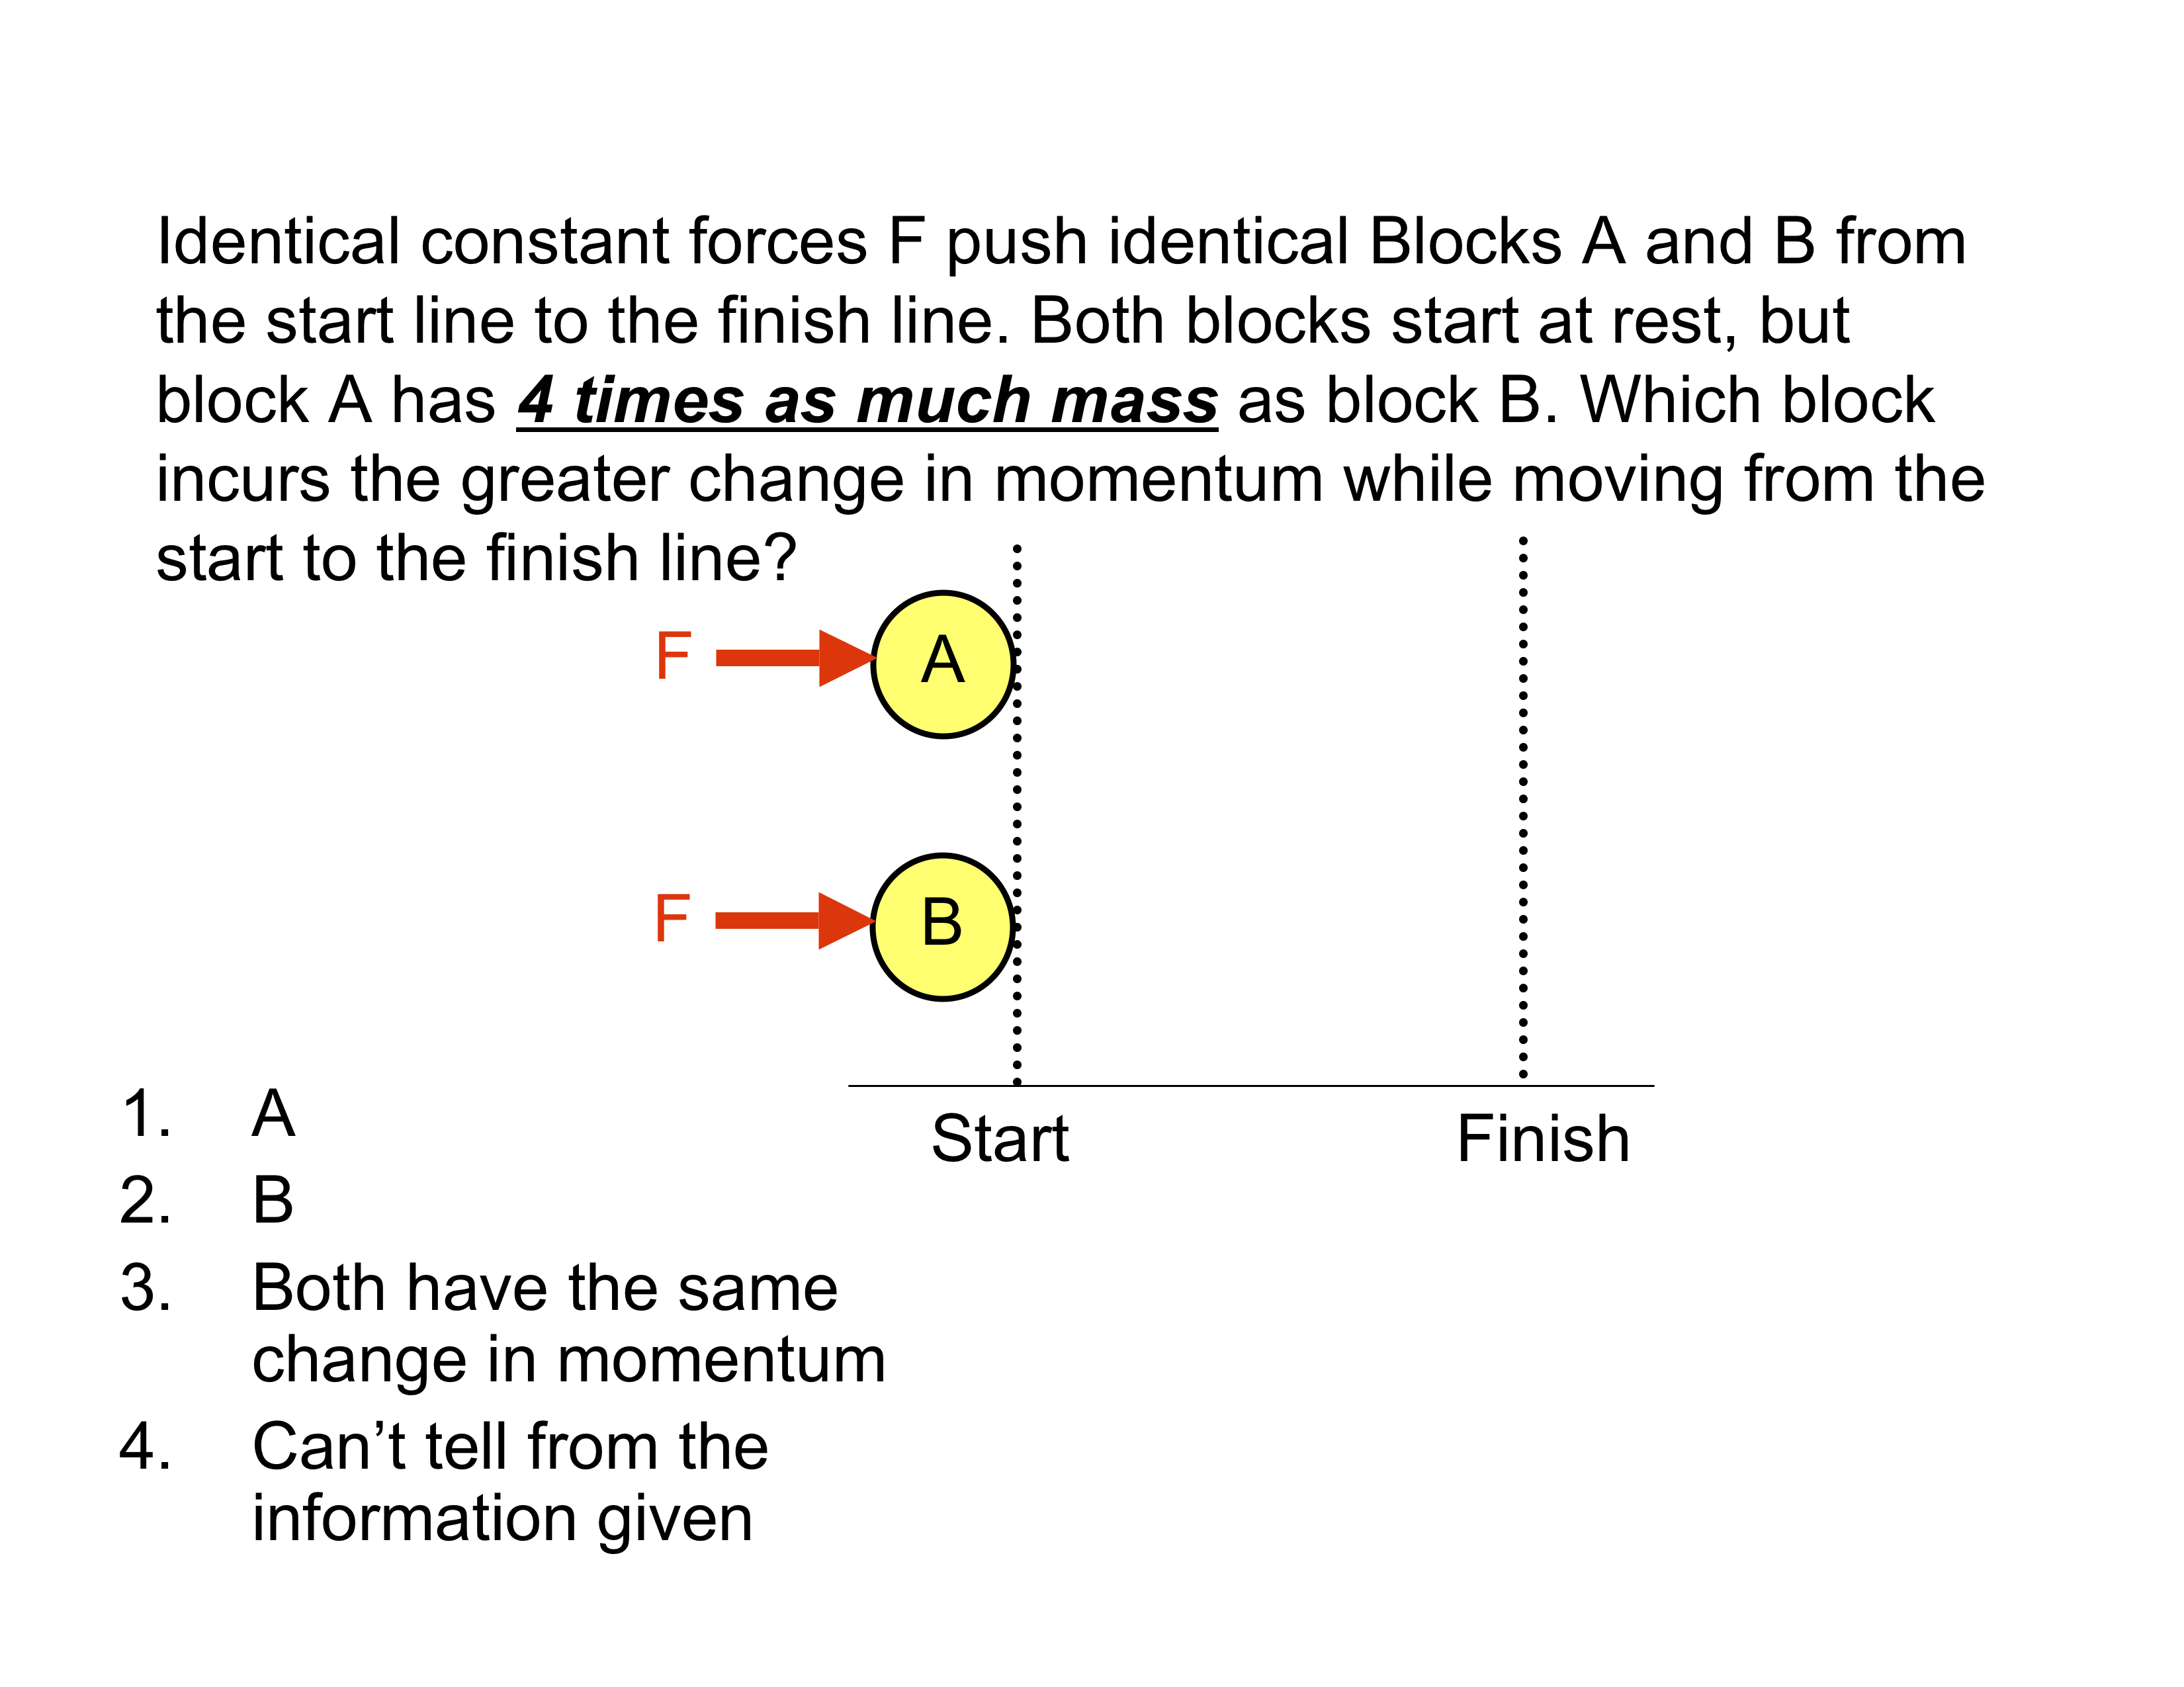 Identical constant forces F push identical Blocks A and B from
the start line to the finish line. Both blocks start at rest, but
block A has 4 times as much mass as block B. Which block
incurs the greater change in momentum while moving from the
start to the finish line?
F
A
F
B
Start
Finish
1. A
2. B
3. Both have the same
change in momentum
4. Can’t tell from the
information given